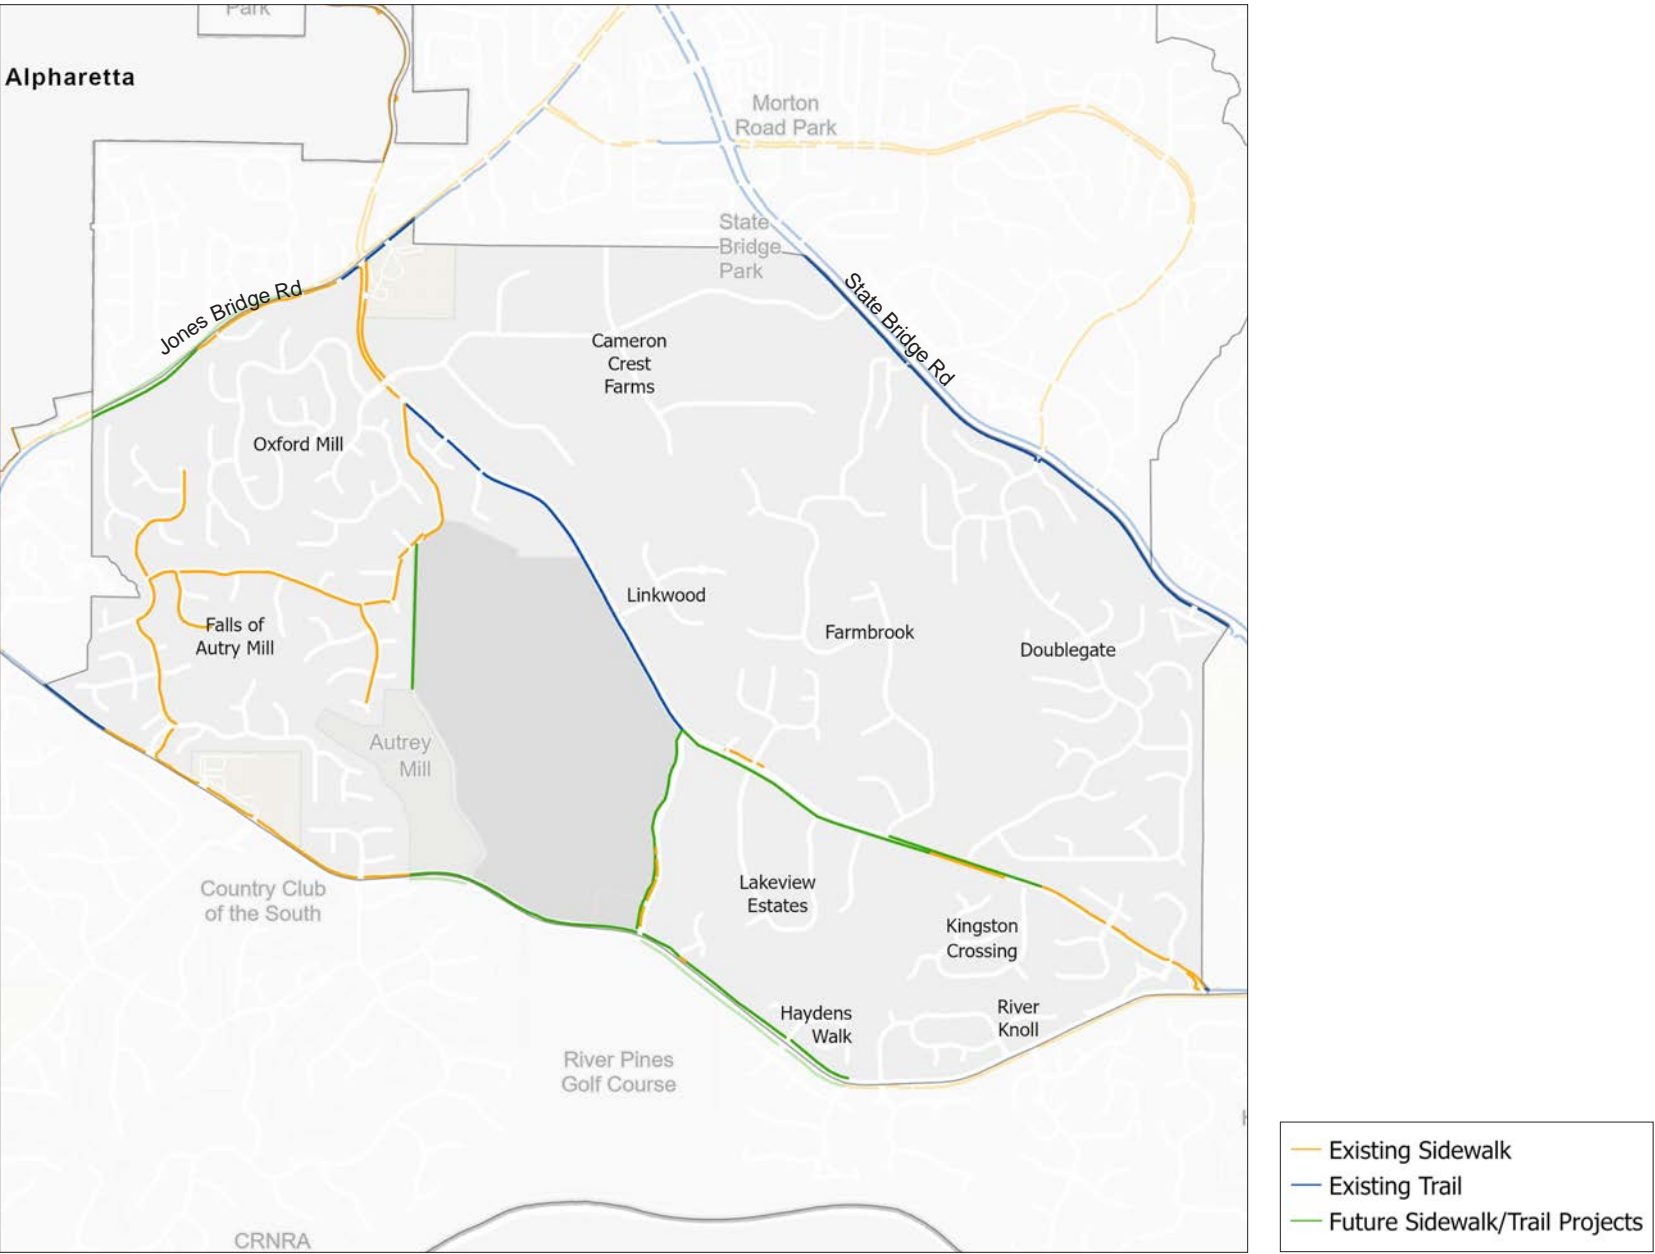 Park
Alpharetta
Morton
Road Park
State
Bridge
Park
Jones Bridge Rd
State Bridge Rd
Cameron
Crest
Farms
Oxford Mill
Linkwood
Falls of
Autry Mill
Farmbrook
Doublegate
Autrey
Mill
Country Club
of the South
Lakeview
Estates
Kingston
Crossing
Haydens
Walk
River
Knoll
River Pines
Golf Course
CRNRA
Existing Sidewalk
Existing Trail
Future Sidewalk/Trail Projects